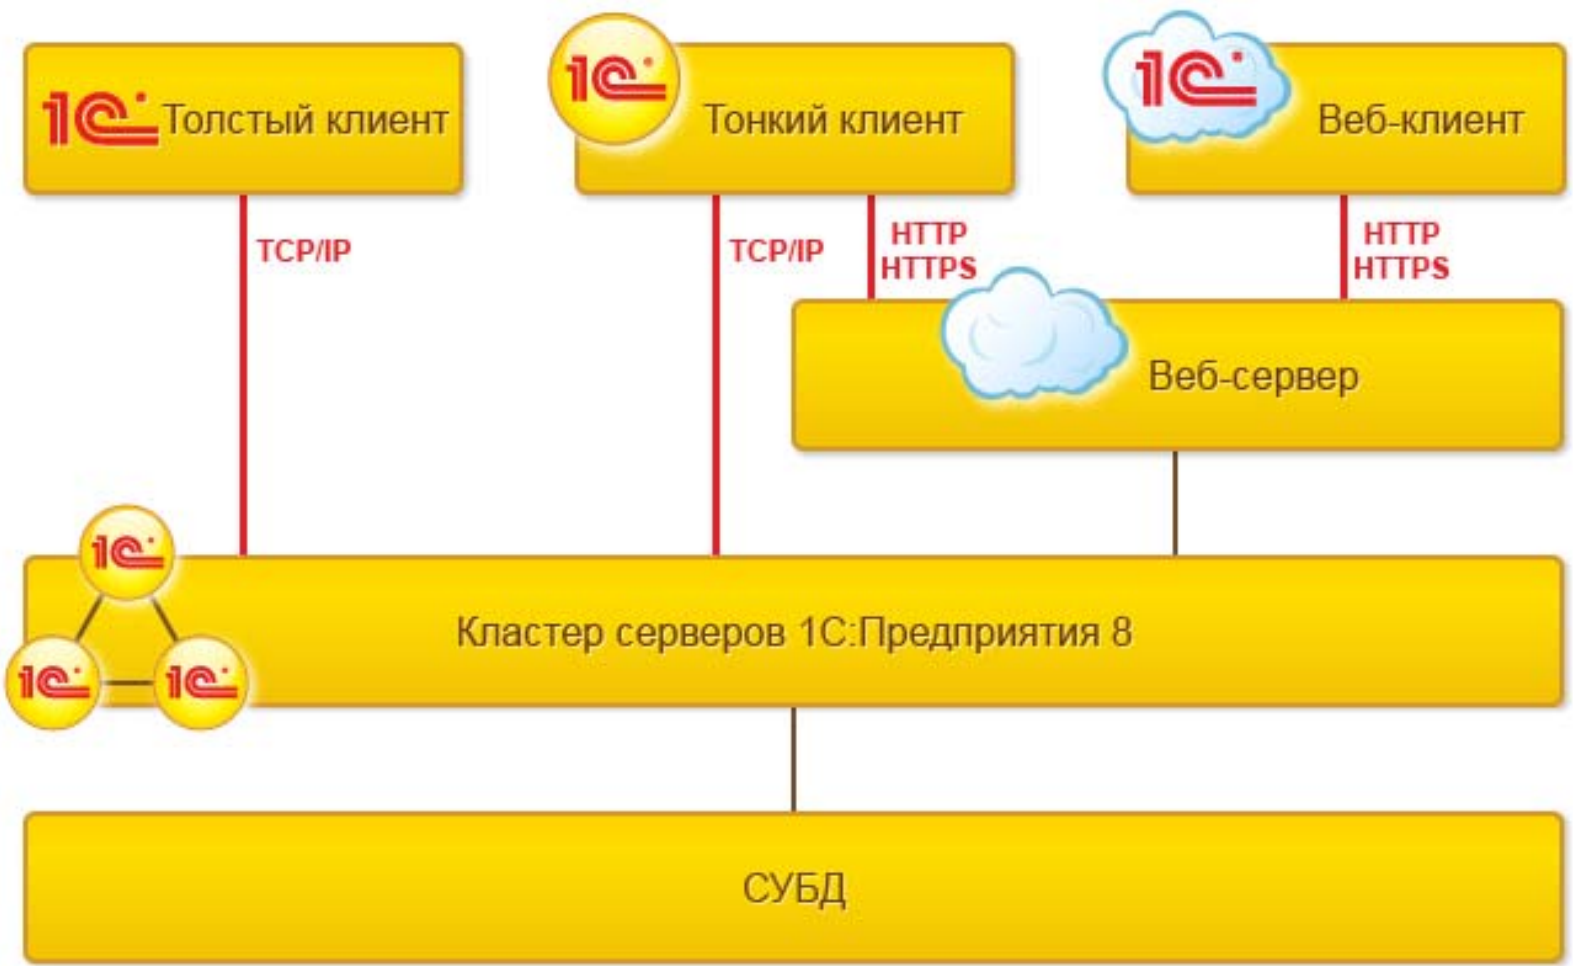 1С Толстый клиент
1С
Тонкий клиент
1С
Веб-клиент
TCP/IP
TCP/IP
HTTP
HTTPS
HTTP
HTTPS
Веб-сервер
1С
1С
1С
Кластер серверов 1С:Предприятия 8
СУБД